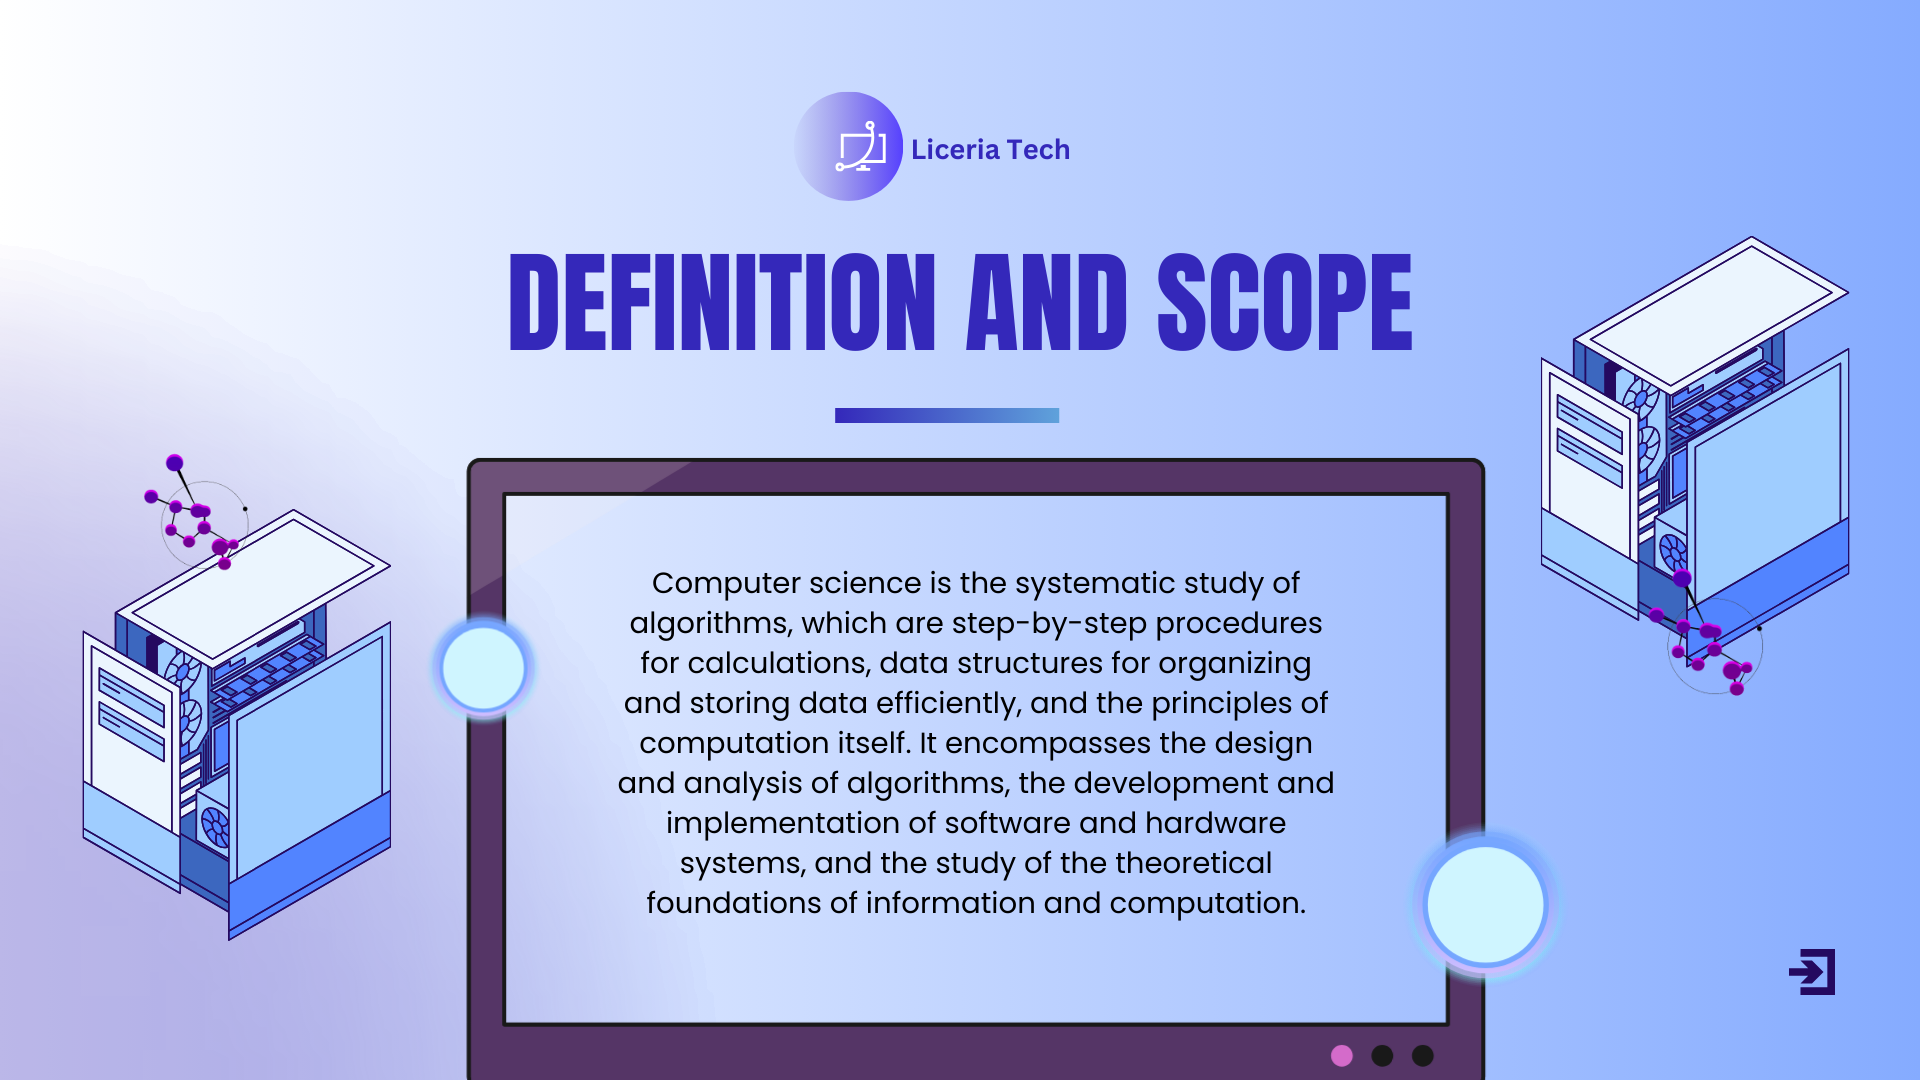 Liceria Tech
DEFINITION AND SCOPE
Computer science is the systematic study of
algorithms, which are step-by-step procedures
for calculations, data structures for organizing
and storing data efficiently, and the principles of
computation itself. It encompasses the design
and analysis of algorithms, the development and
implementation of software and hardware
systems, and the study of the theoretical
foundations of information and computation.